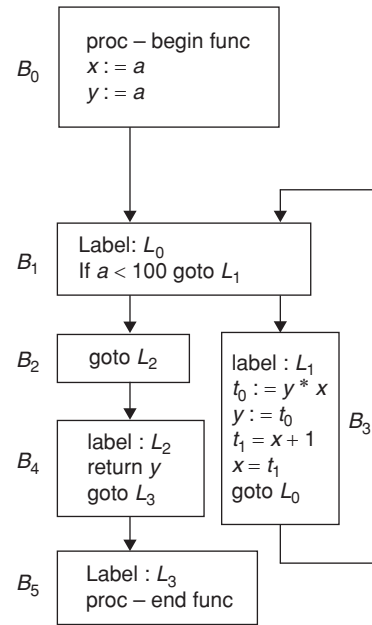 B0
proc – begin func
x : = a
y : = a
B1
Label: L0
If a < 100 goto L1
B2
goto L2
B4
label : L2
return y
goto L3
B3
label : L1
t0 : = y * x
y : = t0
t1 = x + 1
x = t1
goto L0
B5
Label : L3
proc – end func